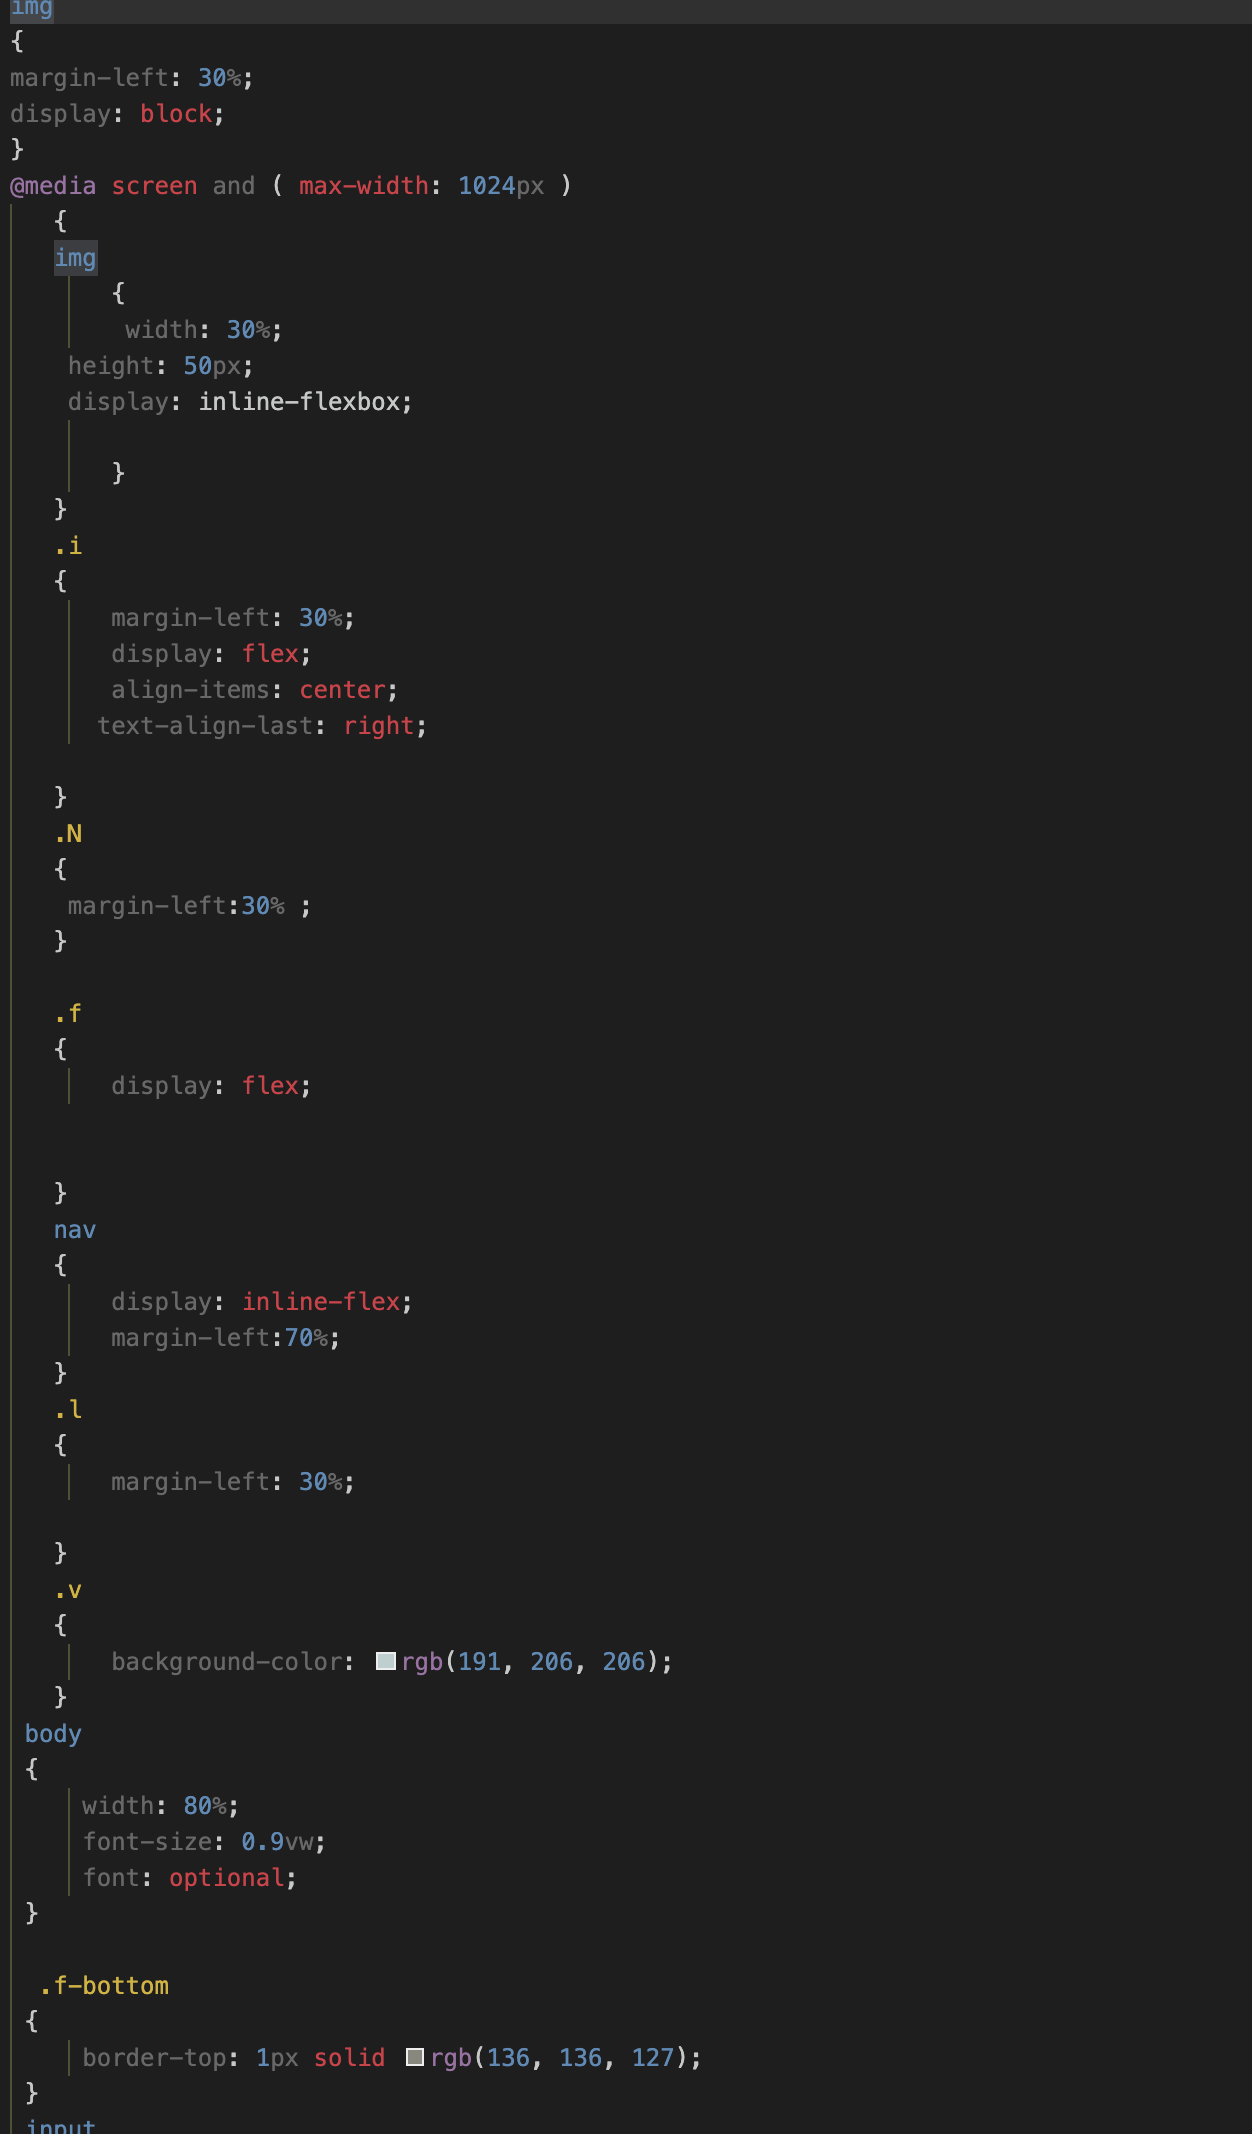 img
{
margin-left: 30%;
display: block;
}
@media screen and ( max-width: 1024px )
{
img
{
width: 30%;
height: 50px;
display: inline-flexbox;
}
}
.i
{
margin-left: 30%;
display: flex;
align-items: center;
text-align-last: right;
}
.N
{
margin-left:30% ;
}
.f
{
display: flex;
}
nav
{
display: inline-flex;
margin-left:70%;
}
.l
{
margin-left: 30%;
}
.v
{
background-color: rgb(191, 206, 206);
}
body
{
width: 80%;
font-size: 0.9vw;
font: optional;
}
.f-bottom
{
border-top: 1px solid rgb(136, 136, 127);
}
input